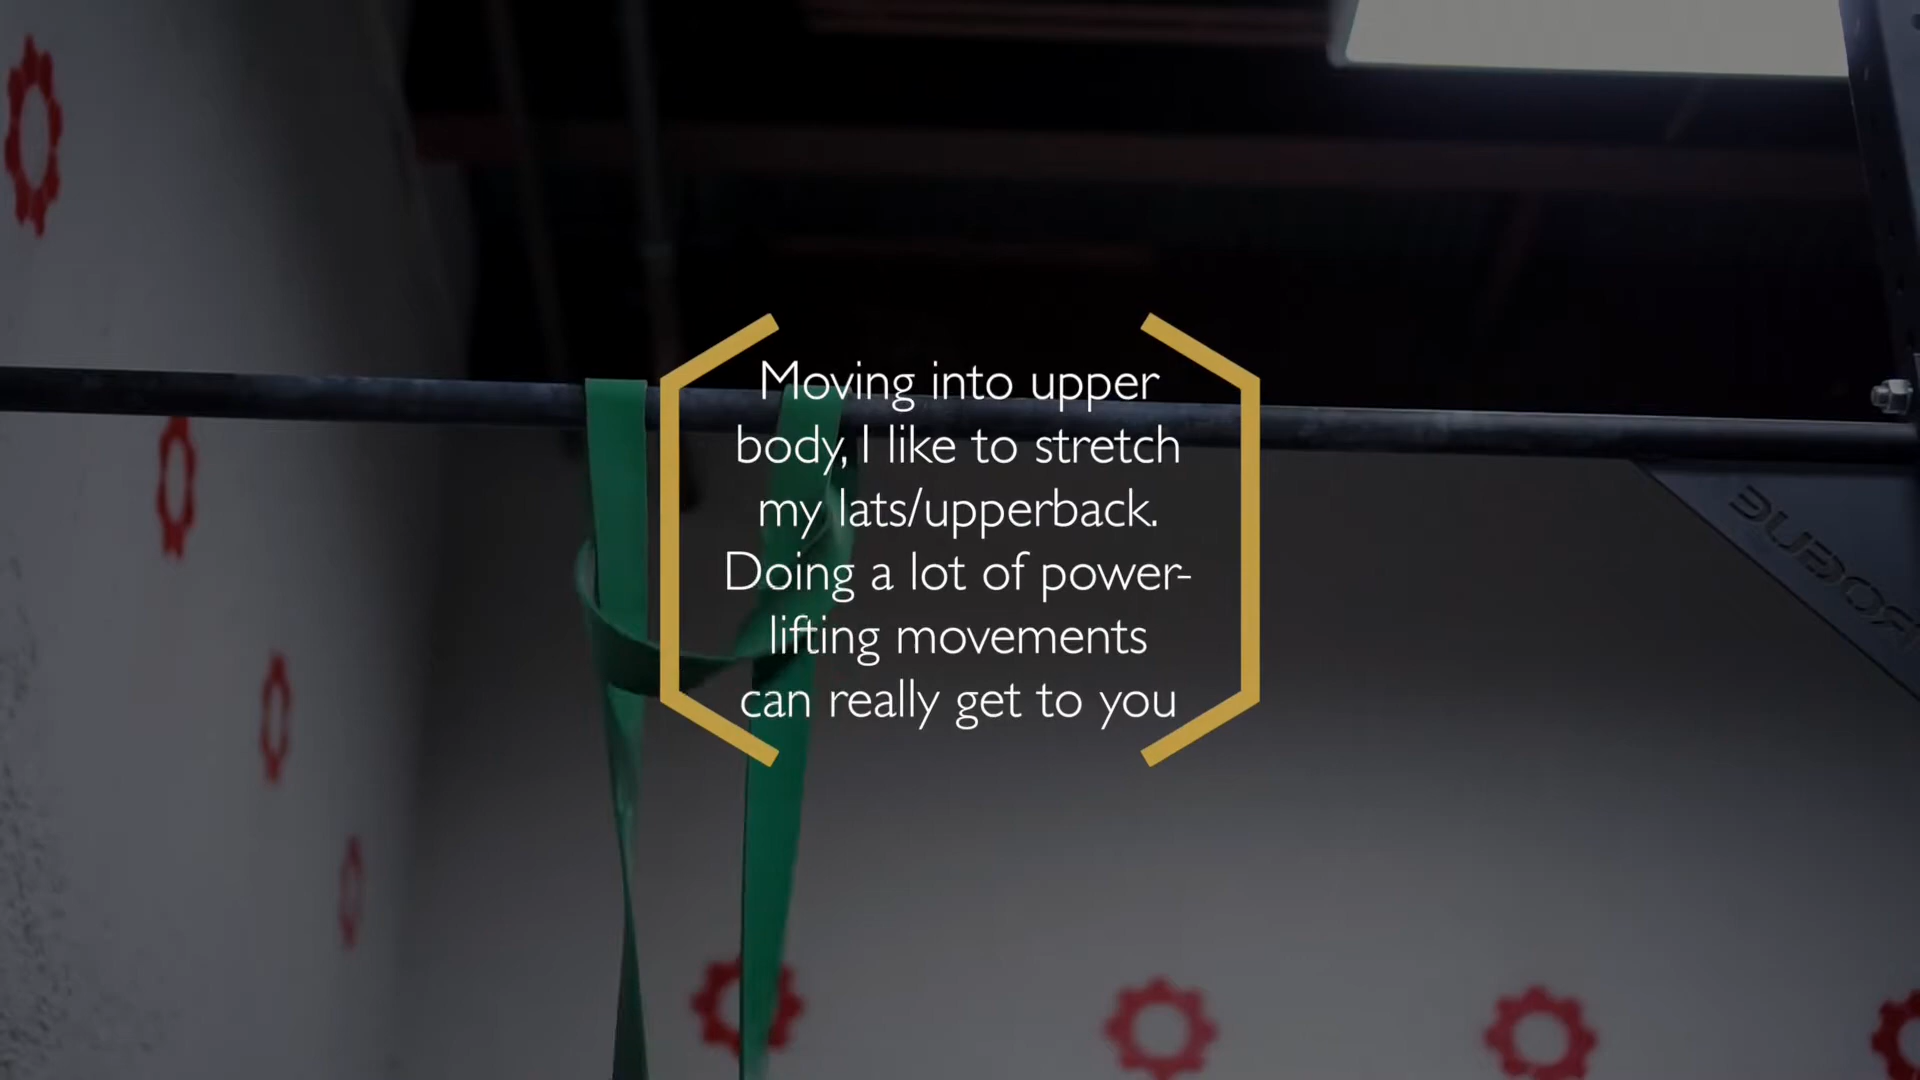 Moving into upper
body, I like to stretch
my lats/upperback.
Doing a lot of power-
lifting movements
can really get to you
ROGUE